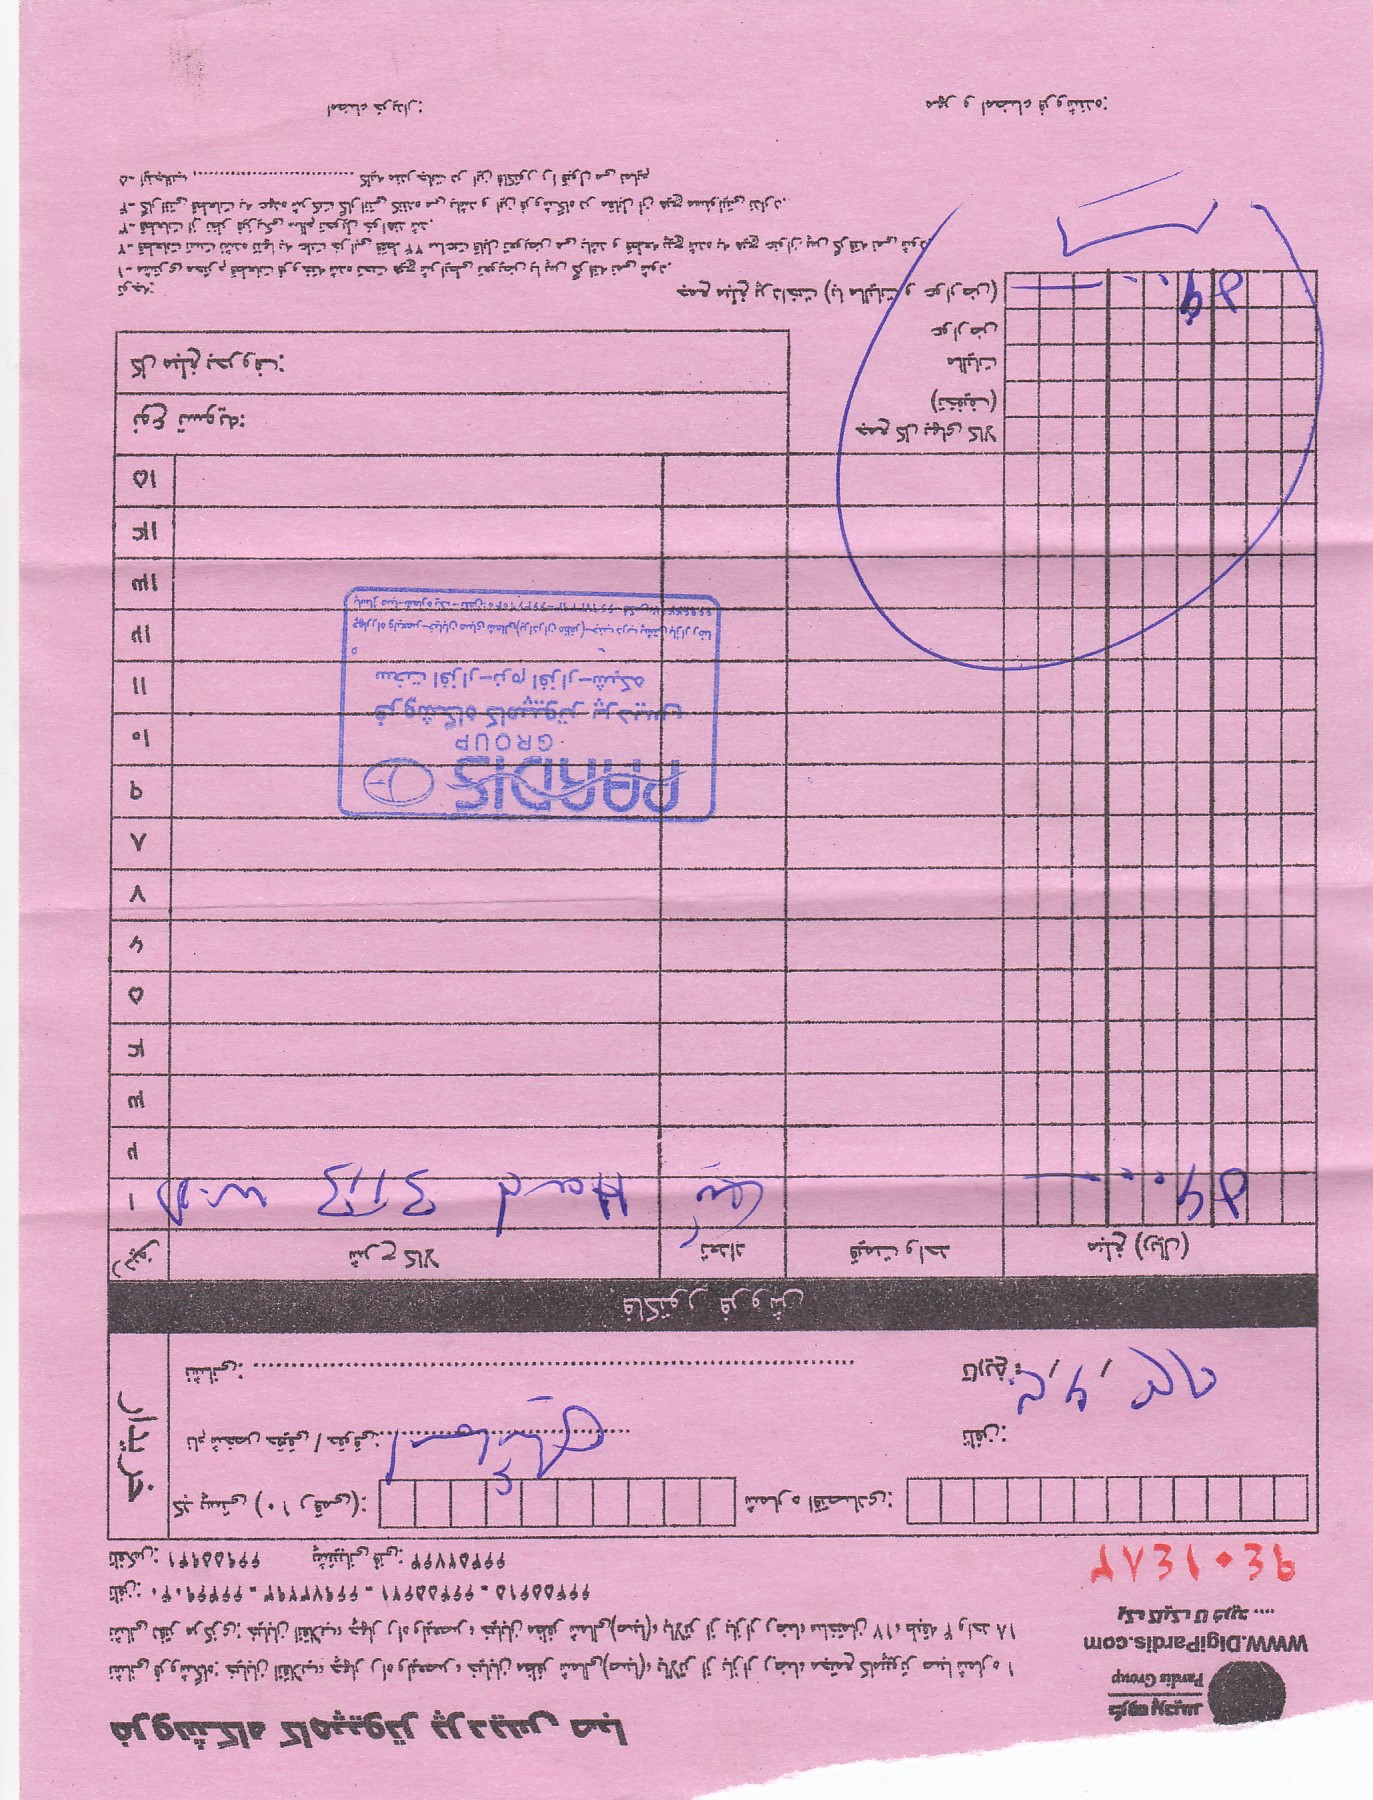 فروشگاه کامپیوتر پردیس صبا
گروه پردیس
Pardis Group
WWW.DigiPardis.com
یک کلیک تا خرید ....
نشانی فروشگاه: خیابان انقلاب، چهار راه ولیعصر، خیابان مظفر شمالی(صبا)، بالاتر از بازار رضا، مجتمع کامپیوتر صبا شماره ۱
نشانی دفتر مرکزی: خیابان انقلاب، چهار راه ولیعصر، خیابان مظفر شمالی(صبا)، بالاتر از بازار رضا، ساختمان ۱۷، طبقه ۴ واحد ۱۸
تلفن: ۶۶۴۶۹۰۴۰ - ۶۶۹۷۳۲۹۳ - ۶۶۴۵۵۶۲۱ - ۶۶۴۵۵۶۱۵
تلفکس: ۶۶۹۵۵۹۴۱ پشتیبانی فنی: ۶۶۴۵۲۷۶۴
۹٤۰۱٤۸۲
خریدار
کد پستی (۱۰ رقمی): شماره اقتصادی:
نام شخص حقیقی / حقوقی: اسمائیلی تلفن:
نشانی: تاریخ:
فاکتور فروش
ردیف شرح کالا تعداد قیمت واحد مبلغ (ریال)
۱ Hard 3TB W.D یک ۵۶۰۰۰
۲
۳
۴
۵
۶
۷
۸
۹
۱۰
۱۱
۱۲
۱۳
۱۴
۱۵
PARDIS
GROUP
فروشگاه کامپیوتر پردیس
سخت افزار-نرم افزار-شبکه
چهارراه ولیعصر-خیابان صبای شمالی(برادران مظفر)-جنب درب پشتی بازار رضا
پاساژ صبا-شماره یک - تلفن:
نوع تسویه: جمع کل بهای کالا
(تخفیف)
کل مبلغ بحروف: مالیات
عوارض
جمع مبلغ پرداخت (با مالیات و عوارض) ۵۶۰۰۰
توجه:
۱- مشتری محترم قطعات فروخته شده تحت هیچ شرایطی تعویض یا پس گرفته نمی شود.
۲- قطعات تست نشده تنها به علت خرابی فقط ۲۴ ساعت قابل تعویض می باشد و قطعه پیچ شده به هیچ عنوان پس گرفته نمی شود.
۳- قطعات از نظر فیزیکی سالم تحویل خواهند شد.
۴- گارانتی قطعات به عهده شرکت گارانتی کننده می باشد و این فروشگاه در مقابل آن هیچ مسئولیتی ندارد.
۵- اینجانب ............................... کلیه مندرجات در این فاکتور را قبول می نمایم
امضاء خریدار: مهر و امضاء فروشنده: